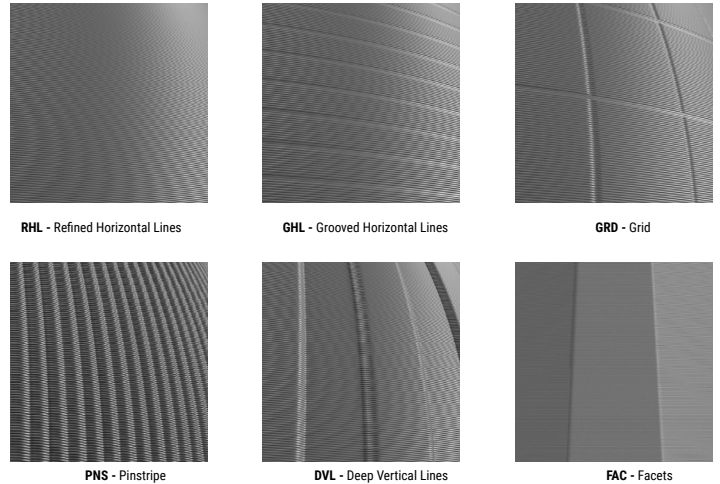 RHL - Refined Horizontal Lines
GHL - Grooved Horizontal Lines
GRD - Grid
PNS - Pinstripe
DVL - Deep Vertical Lines
FAC - Facets